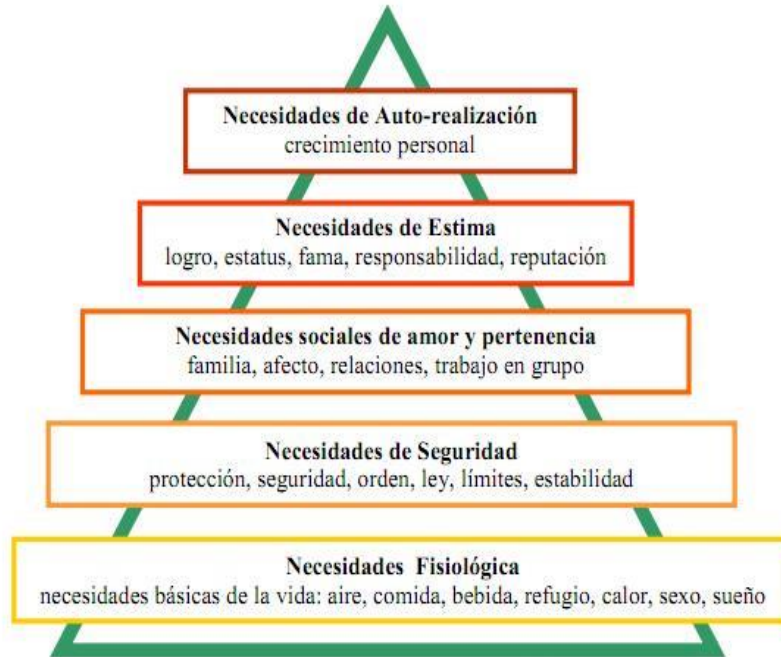 Necesidades de Auto-realización
crecimiento personal
Necesidades de Estima
logro, estatus, fama, responsabilidad, reputación
Necesidades sociales de amor y pertenencia
familia, afecto, relaciones, trabajo en grupo
Necesidades de Seguridad
protección, seguridad, orden, ley, límites, estabilidad
Necesidades Fisiológica
necesidades básicas de la vida: aire, comida, bebida, refugio, calor, sexo, sueño